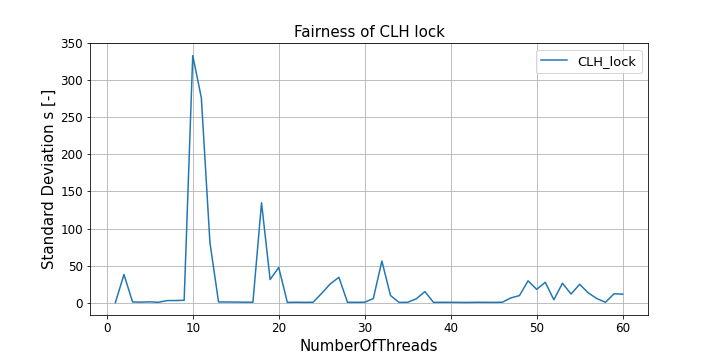 Fairness of CLH lock
CLH_lock
Standard Deviation s [-]
350
300
250
200
150
100
50
0
0 10 20 30 40 50 60
NumberOfThreads